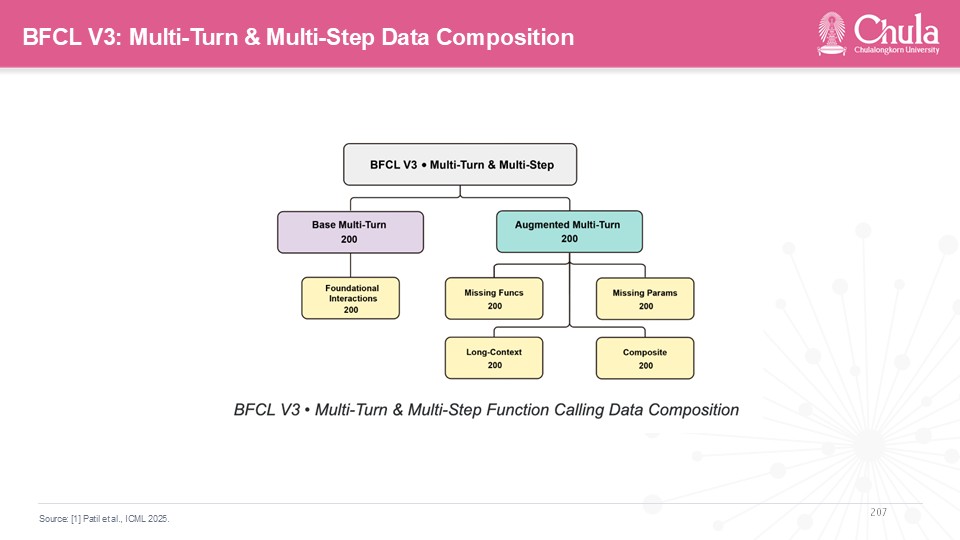 BFCL V3: Multi-Turn & Multi-Step Data Composition
Chula
Chulalongkorn University
BFCL V3 • Multi-Turn & Multi-Step
Base Multi-Turn
200
Augmented Multi-Turn
200
Foundational
Interactions
200
Missing Funcs
200
Missing Params
200
Long-Context
200
Composite
200
BFCL V3 • Multi-Turn & Multi-Step Function Calling Data Composition
Source: [1] Patil et al., ICML 2025.
207